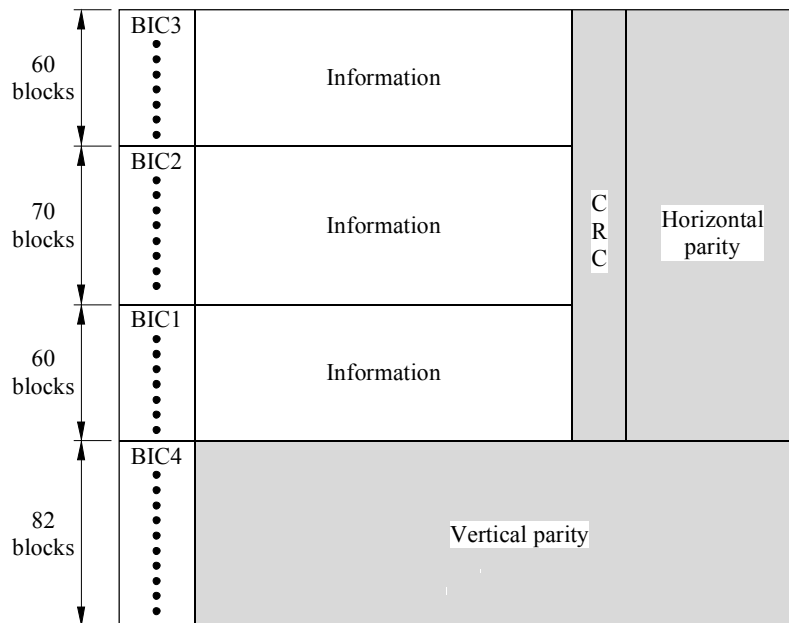 60
blocks
BIC3
Information
70
blocks
BIC2
Information
C
R
C
Horizontal
parity
60
blocks
BIC1
Information
82
blocks
BIC4
Vertical parity